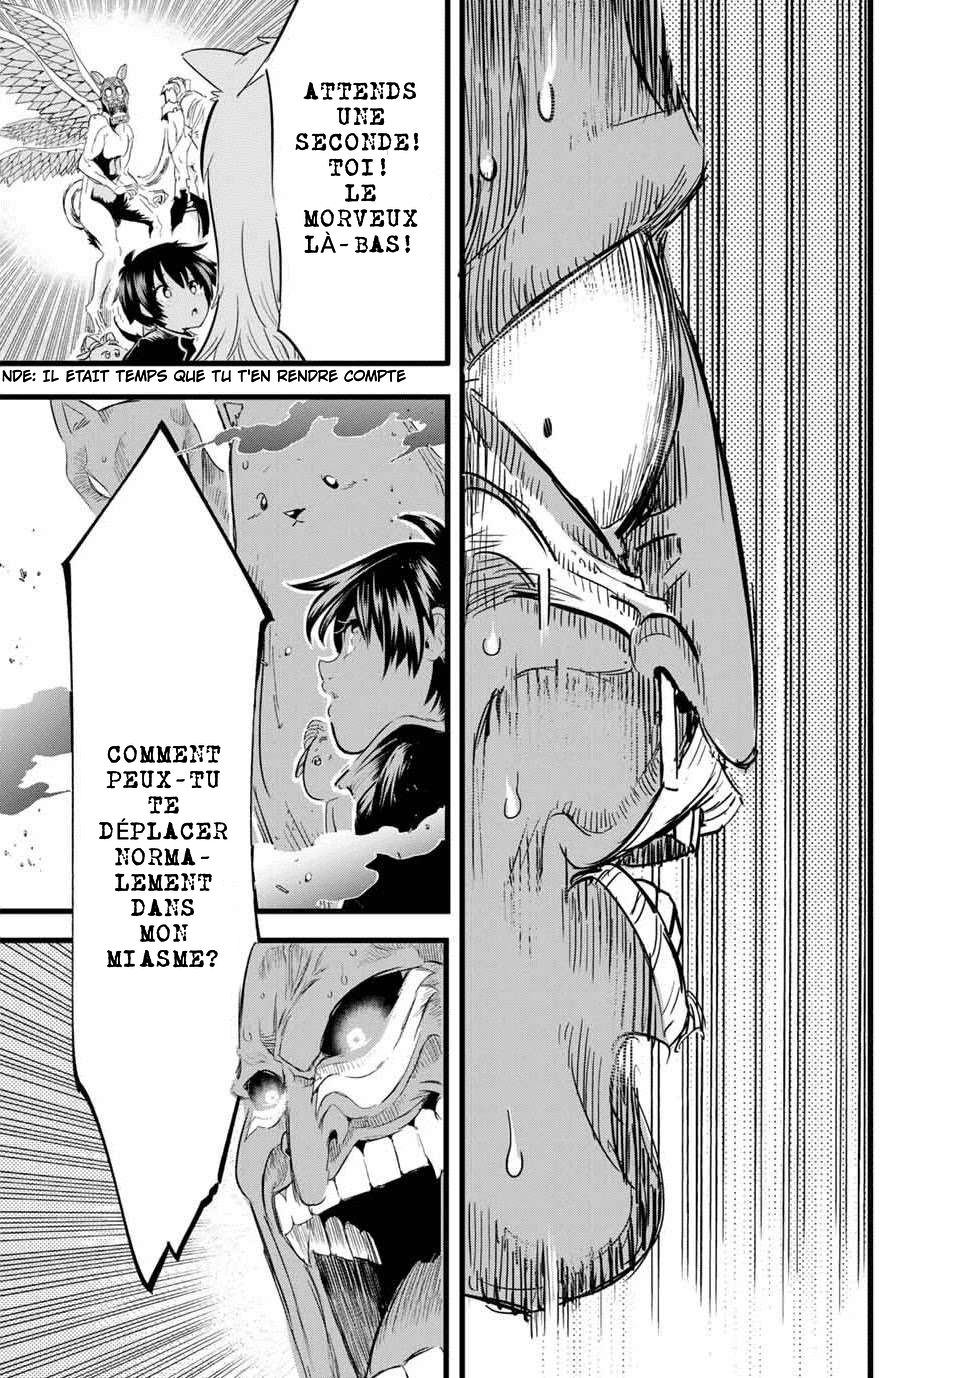 ATTENDS
UNE
SECONDE!
TOI!
LE
MORVEUX
LÀ-BAS!
NDE: IL ETAIT TEMPS QUE TU T'EN RENDRE COMPTE
COMMENT
PEUX-TU
TE
DÉPLACER
NORMA-
LEMENT
DANS
MON
MIASME?